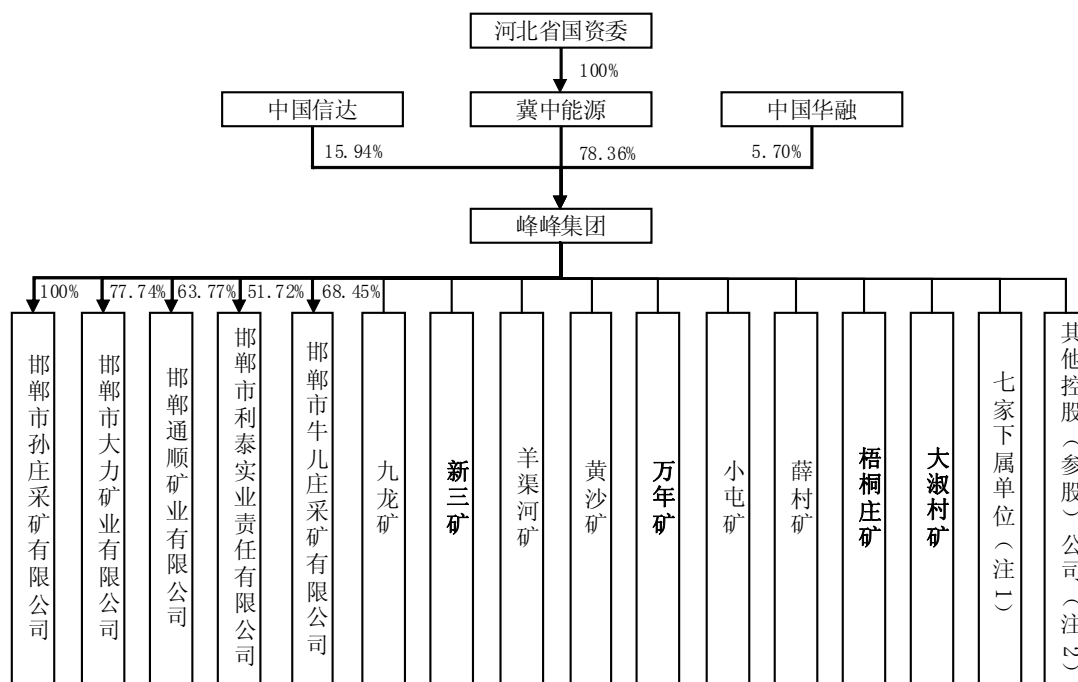 河北省国资委
100%
中国信达
冀中能源
中国华融
15.94%
78.36%
5.70%
峰峰集团
100%
77.74%
63.77%
51.72%
68.45%
邯郸市孙庄采矿有限公司
邯郸市大力矿业有限公司
邯郸通顺矿业有限公司
邯郸市利泰实业责任有限公司
邯郸市牛儿庄采矿有限公司
九龙矿
新三矿
羊渠河矿
黄沙矿
万年矿
小屯矿
薛村矿
梧桐庄矿
大淑村矿
七家下属单位（注1）
其他控股（参股）公司（注2）